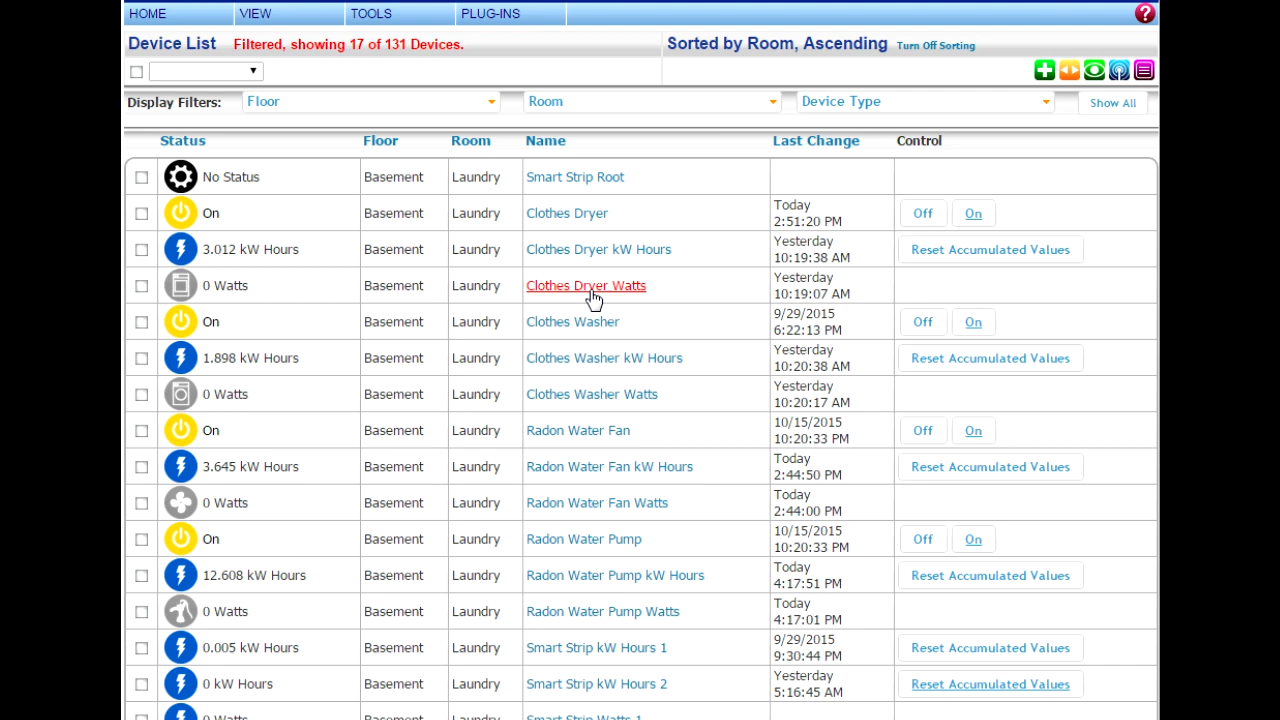 HOME VIEW TOOLS PLUG-INS ?
Device List Filtered, showing 17 of 131 Devices. Sorted by Room, Ascending Turn Off Sorting
Display Filters: Floor Room Device Type Show All
Status Floor Room Name Last Change Control
No Status Basement Laundry Smart Strip Root
On Basement Laundry Clothes Dryer Today 2:51:20 PM Off On
3.012 kW Hours Basement Laundry Clothes Dryer kW Hours Yesterday 10:19:38 AM Reset Accumulated Values
0 Watts Basement Laundry Clothes Dryer Watts Yesterday 10:19:07 AM
On Basement Laundry Clothes Washer 9/29/2015 6:22:13 PM Off On
1.898 kW Hours Basement Laundry Clothes Washer kW Hours Yesterday 10:20:38 AM Reset Accumulated Values
0 Watts Basement Laundry Clothes Washer Watts Yesterday 10:20:17 AM
On Basement Laundry Radon Water Fan 10/15/2015 10:20:33 PM Off On
3.645 kW Hours Basement Laundry Radon Water Fan kW Hours Today 2:44:50 PM Reset Accumulated Values
0 Watts Basement Laundry Radon Water Fan Watts Today 2:44:00 PM
On Basement Laundry Radon Water Pump 10/15/2015 10:20:33 PM Off On
12.608 kW Hours Basement Laundry Radon Water Pump kW Hours Today 4:17:51 PM Reset Accumulated Values
0 Watts Basement Laundry Radon Water Pump Watts Today 4:17:01 PM
0.005 kW Hours Basement Laundry Smart Strip kW Hours 1 9/29/2015 9:30:44 PM Reset Accumulated Values
0 kW Hours Basement Laundry Smart Strip kW Hours 2 Yesterday 5:16:45 AM Reset Accumulated Values
0 Watts Basement Laundry Smart Strip Watts 1